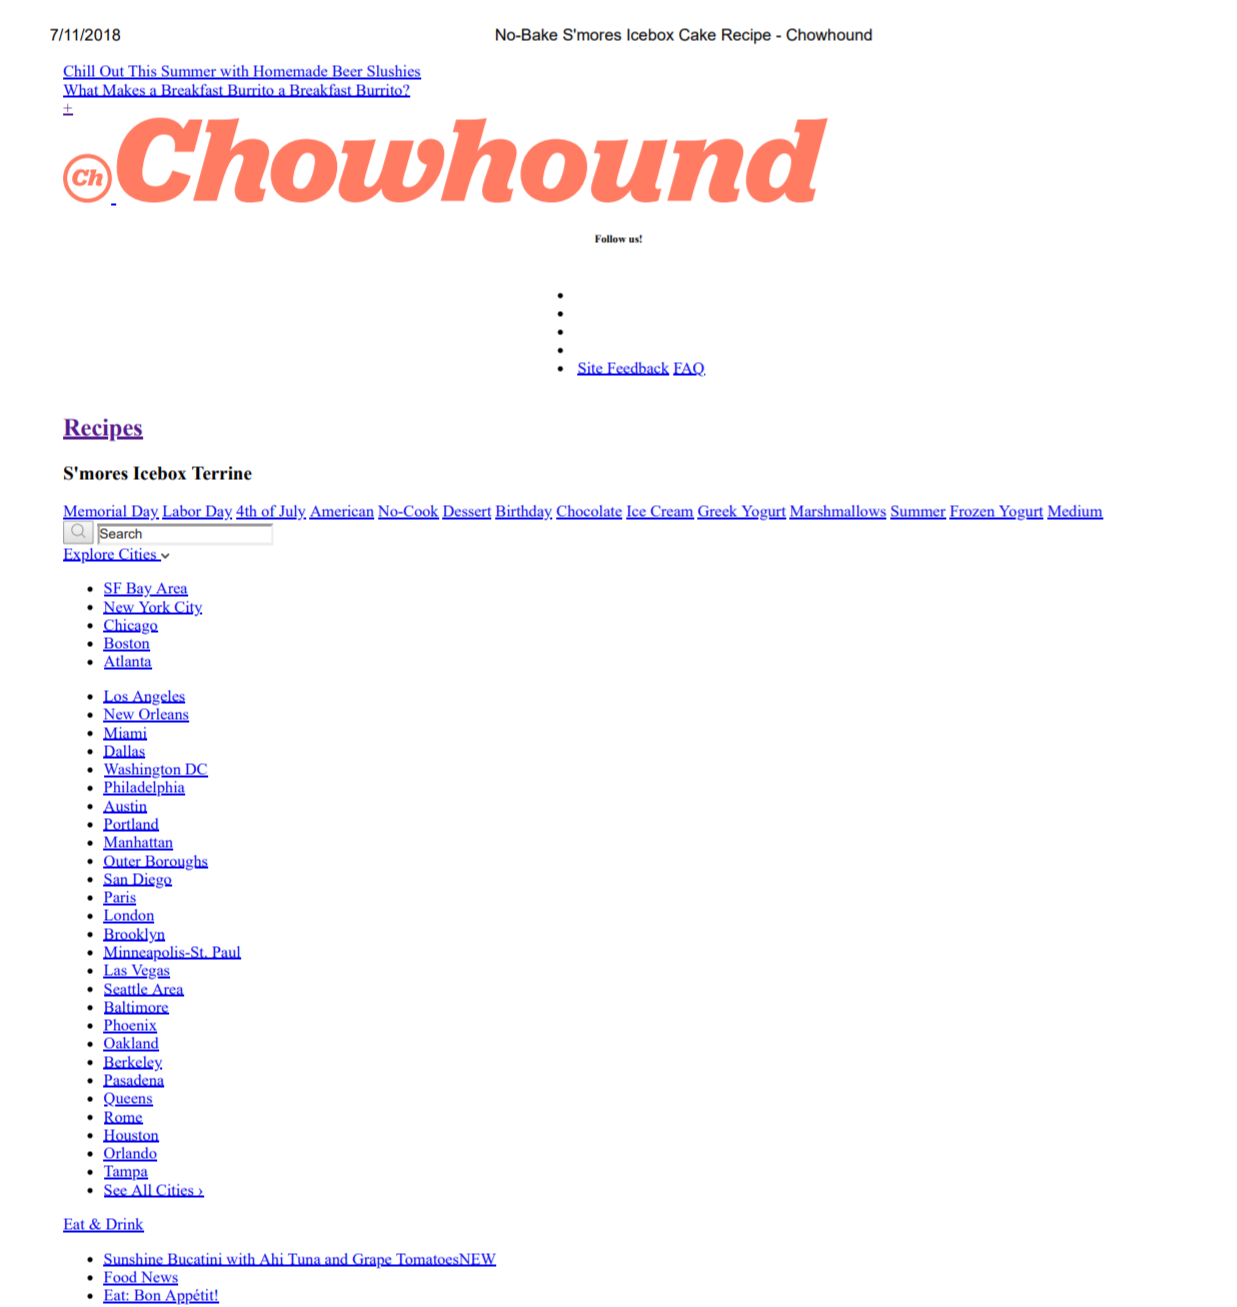 7/11/2018 No-Bake S'mores Icebox Cake Recipe - Chowhound
Chill Out This Summer with Homemade Beer Slushies
What Makes a Breakfast Burrito a Breakfast Burrito?
+
Ch Chowhound
Follow us!
Site Feedback FAQ
Recipes
S'mores Icebox Terrine
Memorial Day Labor Day 4th of July American No-Cook Dessert Birthday Chocolate Ice Cream Greek Yogurt Marshmallows Summer Frozen Yogurt Medium
Search
Explore Cities
SF Bay Area
New York City
Chicago
Boston
Atlanta
Los Angeles
New Orleans
Miami
Dallas
Washington DC
Philadelphia
Austin
Portland
Manhattan
Outer Boroughs
San Diego
Paris
London
Brooklyn
Minneapolis-St. Paul
Las Vegas
Seattle Area
Baltimore
Phoenix
Oakland
Berkeley
Pasadena
Queens
Rome
Houston
Orlando
Tampa
See All Cities ›
Eat & Drink
Sunshine Bucatini with Ahi Tuna and Grape TomatoesNEW
Food News
Eat: Bon Appétit!